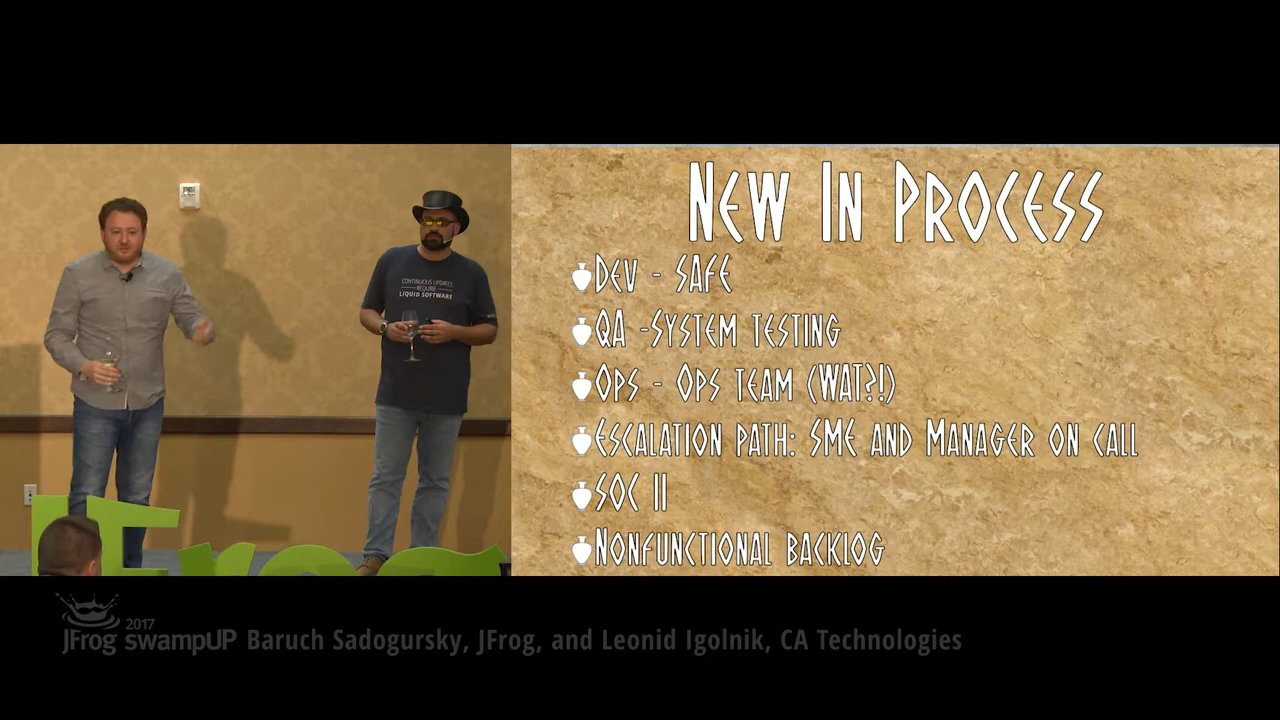 New In Process
Dev - SAFe
QA -System testing
Ops - Ops team (WAT?!)
Escalation path: SME and Manager on call
SOC II
Nonfunctional backlog
CONTINUOUS UPDATES
REQUIRE
LIQUID SOFTWARE
JFrog
2017
JFrog swampUP Baruch Sadogursky, JFrog, and Leonid Igolnik, CA Technologies